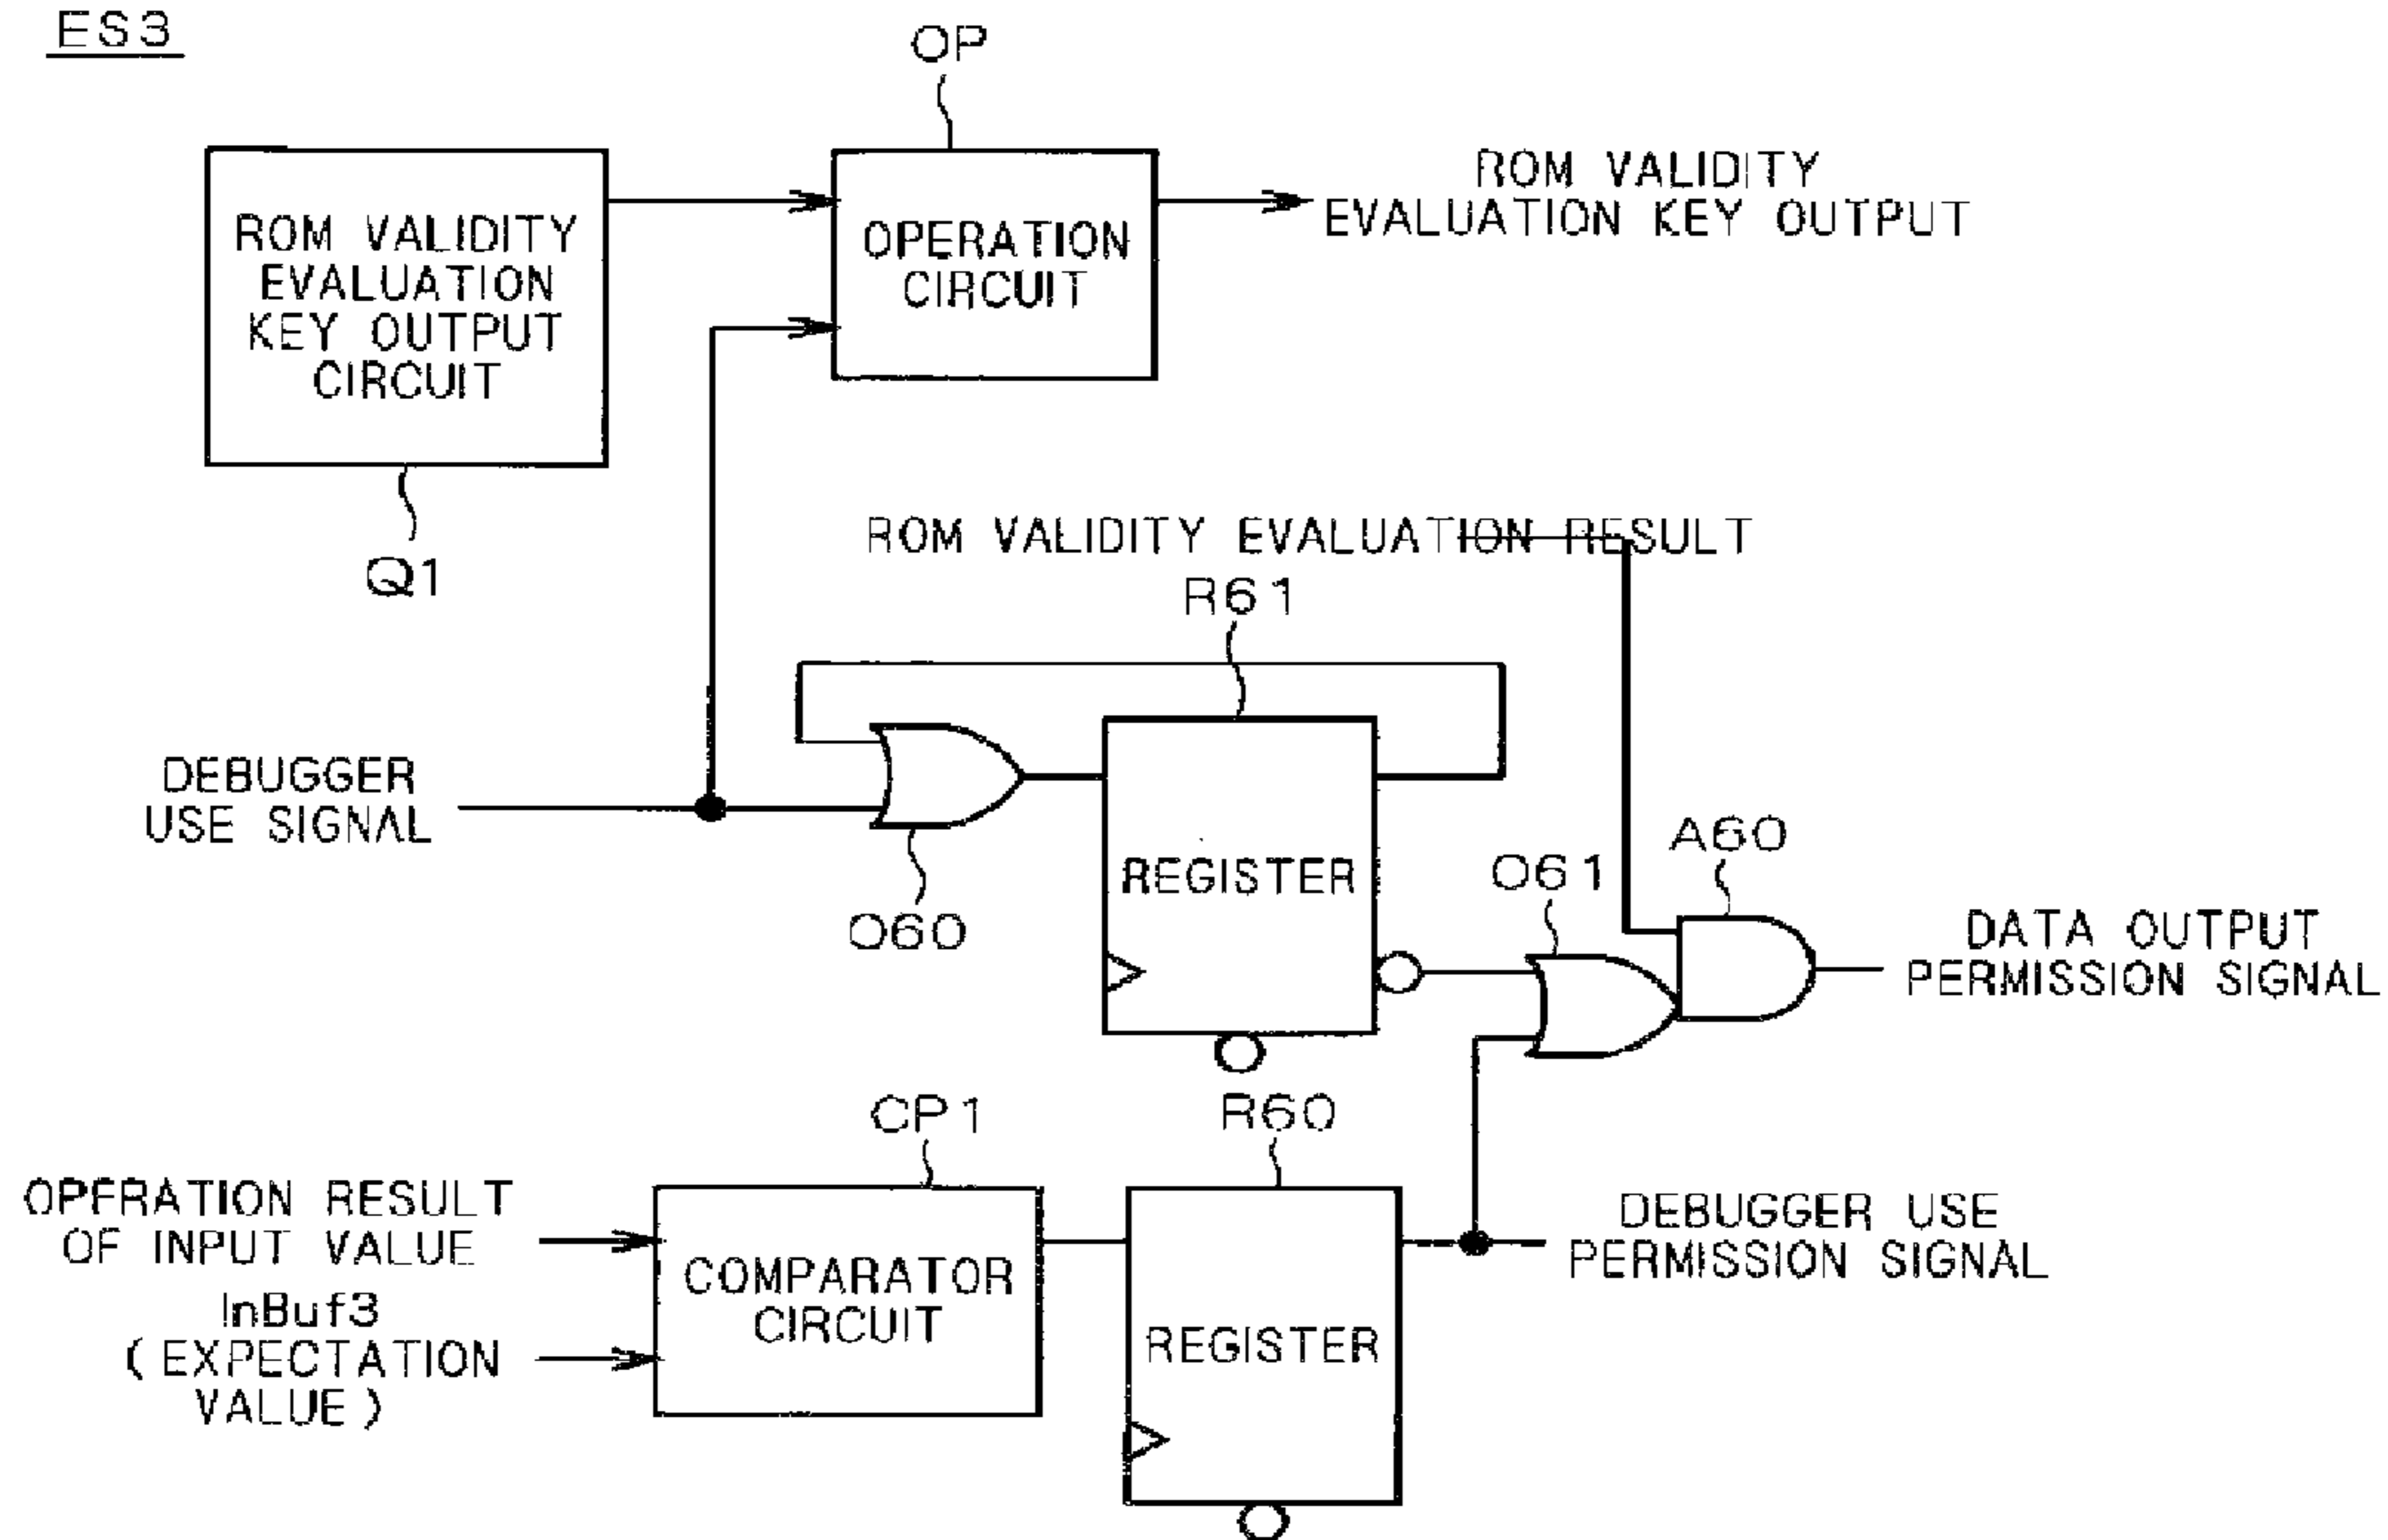 ES3
OP
ROM VALIDITY
EVALUATION
KEY OUTPUT
CIRCUIT
OPERATION
CIRCUIT
ROM VALIDITY
EVALUATION KEY OUTPUT
Q1
ROM VALIDITY EVALUATION RESULT
R61
DEBUGGER
USE SIGNAL
O60
REGISTER
O61
A60
DATA OUTPUT
PERMISSION SIGNAL
CP1
R60
OPERATION RESULT
OF INPUT VALUE
InBuf3
(EXPECTATION
VALUE)
COMPARATOR
CIRCUIT
REGISTER
DEBUGGER USE
PERMISSION SIGNAL